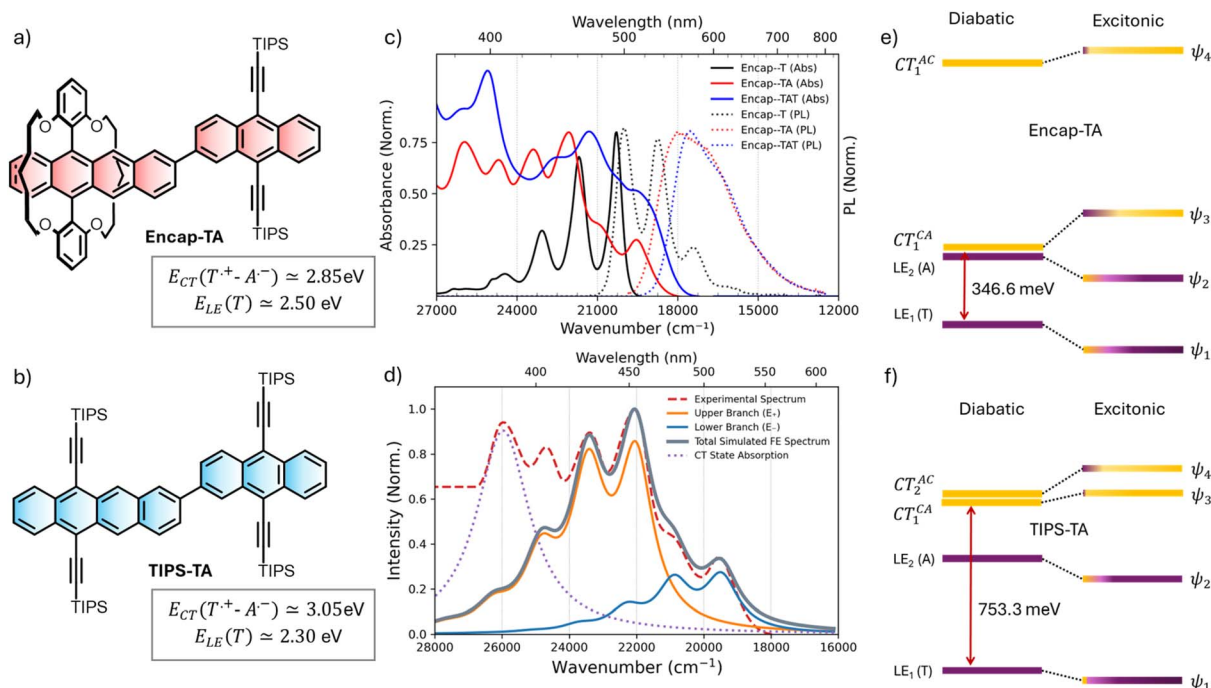 a)
TIPS
O
O
O
O
Encap-TA
TIPS
E_CT(T·+- A·−) ≃ 2.85 eV
E_LE(T) ≃ 2.50 eV
b)
TIPS
TIPS
TIPS
TIPS-TA
TIPS
E_CT(T·+- A·−) ≃ 3.05 eV
E_LE(T) ≃ 2.30 eV
c)
Wavelength (nm)
400 500 600 700 800
Absorbance (Norm.)
0.75
0.50
0.25
Encap--T (Abs)
Encap--TA (Abs)
Encap--TAT (Abs)
Encap--T (PL)
Encap--TA (PL)
Encap--TAT (PL)
PL (Norm.)
27000 24000 21000 18000 15000 12000
Wavenumber (cm⁻¹)
d)
Wavelength (nm)
400 450 500 550 600
Intensity (Norm.)
1.0
0.8
0.6
0.4
0.2
0.0
Experimental Spectrum
Upper Branch (E₊)
Lower Branch (E₋)
Total Simulated FE Spectrum
CT State Absorption
28000 26000 24000 22000 20000 18000 16000
Wavenumber (cm⁻¹)
e)
Diabatic Excitonic
CT₁^AC ψ₄
Encap-TA
ψ₃
CT₁^CA
LE₂ (A)
ψ₂
346.6 meV
LE₁ (T)
ψ₁
f)
Diabatic Excitonic
ψ₄
CT₂^AC
ψ₃
CT₁^CA
TIPS-TA
LE₂ (A)
ψ₂
753.3 meV
LE₁ (T)
ψ₁